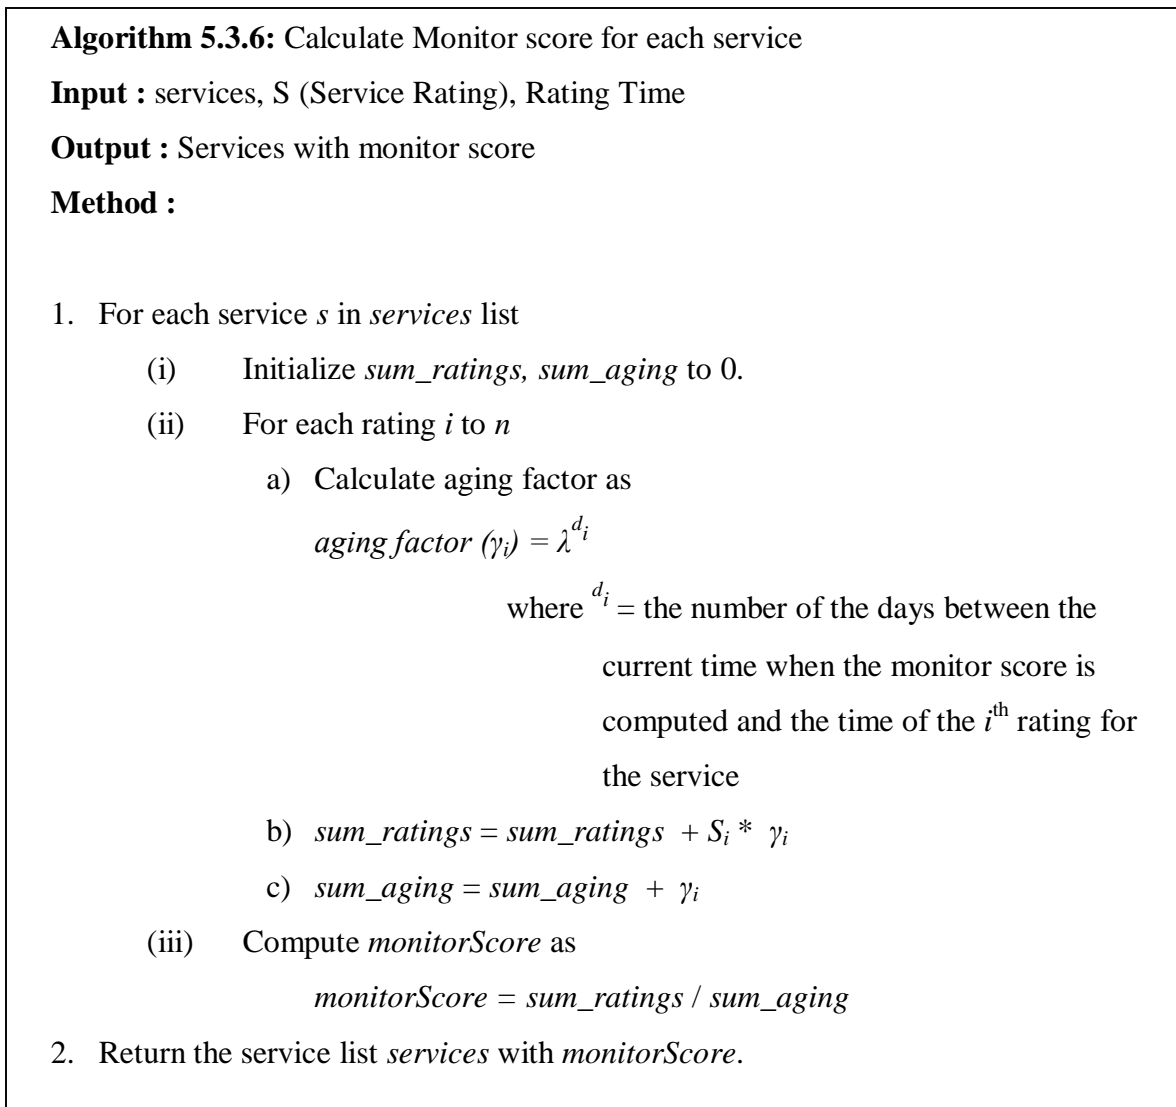 Algorithm 5.3.6: Calculate Monitor score for each service
Input : services, S (Service Rating), Rating Time
Output : Services with monitor score
Method :
1. For each service s in services list
(i) Initialize sum_ratings, sum_aging to 0.
(ii) For each rating i to n
a) Calculate aging factor as
aging factor (γᵢ) = λ^dᵢ
where dᵢ = the number of the days between the
current time when the monitor score is
computed and the time of the iᵗʰ rating for
the service
b) sum_ratings = sum_ratings + Sᵢ * γᵢ
c) sum_aging = sum_aging + γᵢ
(iii) Compute monitorScore as
monitorScore = sum_ratings / sum_aging
2. Return the service list services with monitorScore.